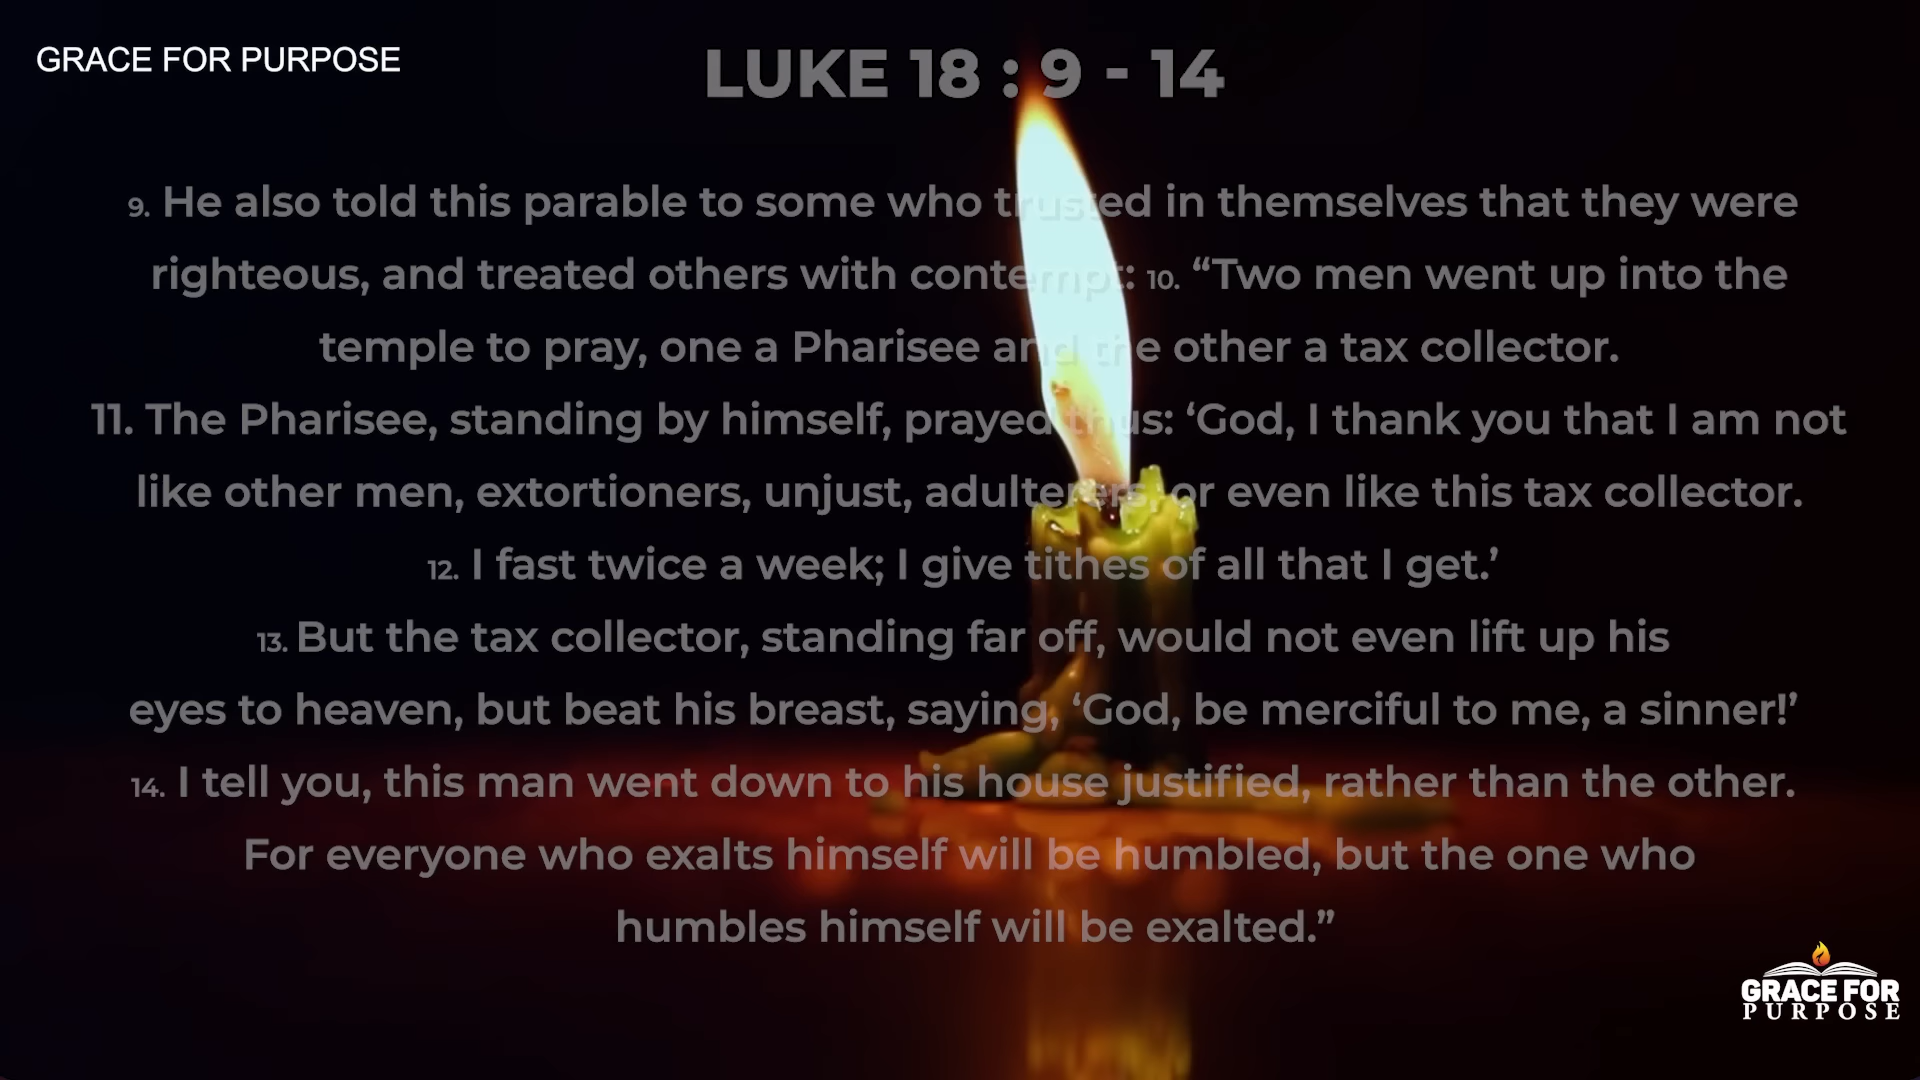 GRACE FOR PURPOSE
LUKE 18 : 9 - 14
9. He also told this parable to some who trusted in themselves that they were
righteous, and treated others with contempt: 10. “Two men went up into the
temple to pray, one a Pharisee and the other a tax collector.
11. The Pharisee, standing by himself, prayed thus: ‘God, I thank you that I am not
like other men, extortioners, unjust, adulterers, or even like this tax collector.
12. I fast twice a week; I give tithes of all that I get.’
13. But the tax collector, standing far off, would not even lift up his
eyes to heaven, but beat his breast, saying, ‘God, be merciful to me, a sinner!’
14. I tell you, this man went down to his house justified, rather than the other.
For everyone who exalts himself will be humbled, but the one who
humbles himself will be exalted.”
GRACE FOR
PURPOSE